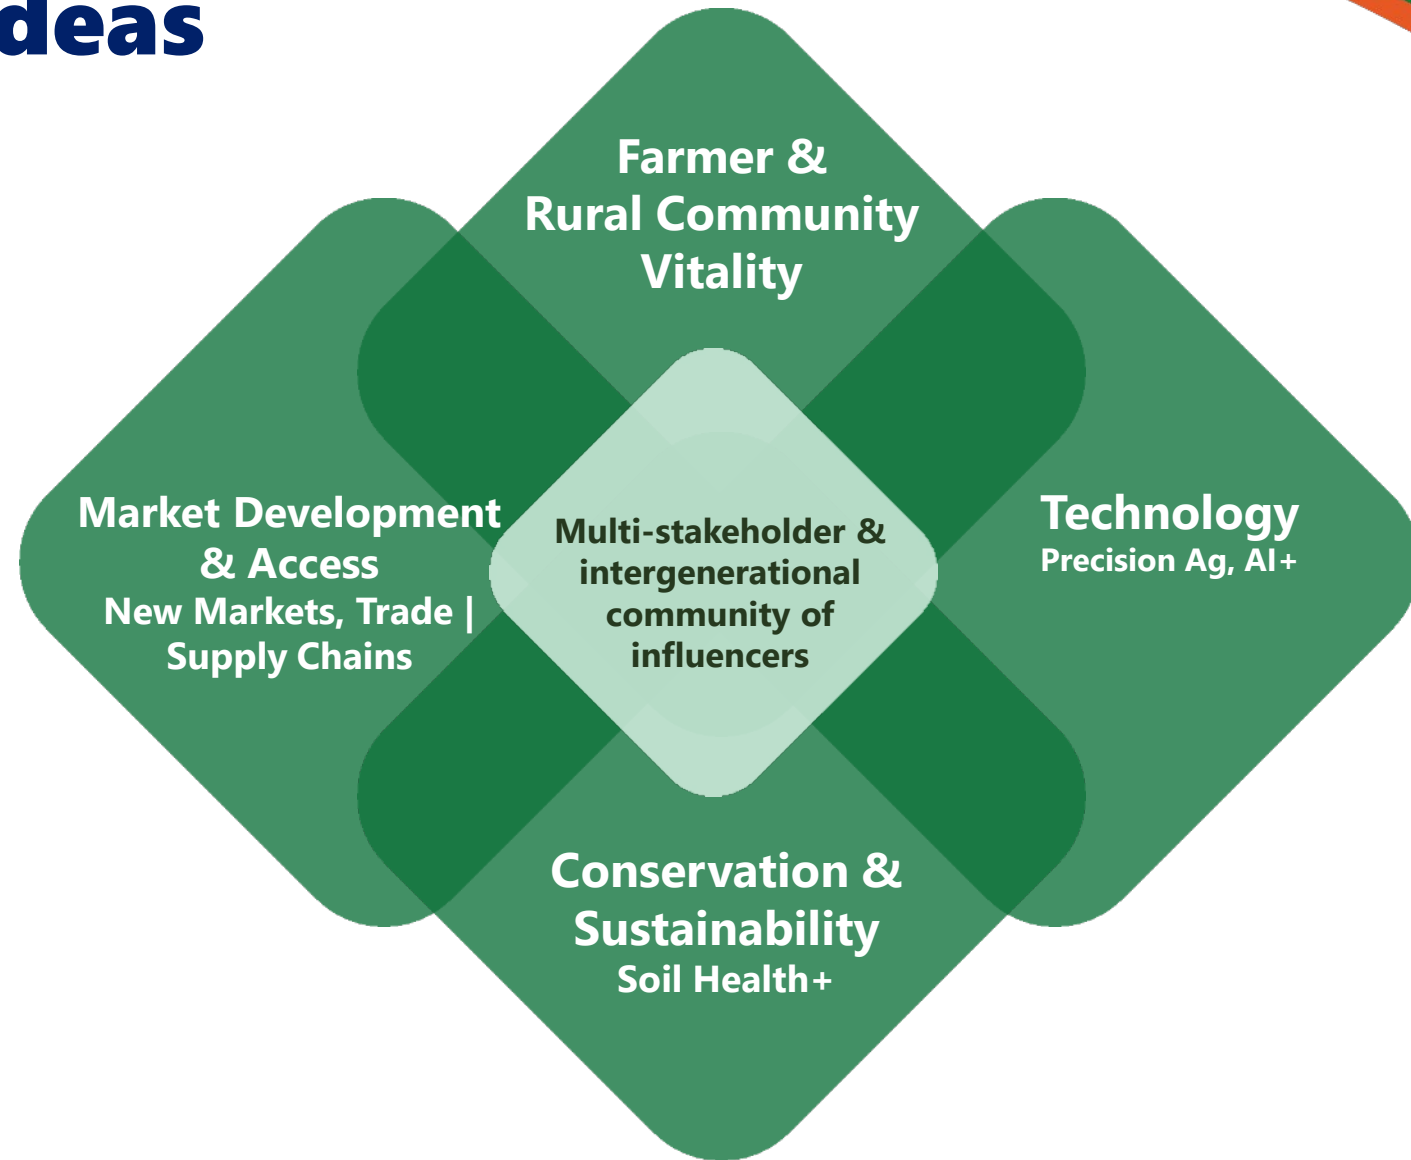 deas
Farmer &
Rural Community
Vitality
Market Development
& Access
New Markets, Trade |
Supply Chains
Multi-stakeholder &
intergenerational
community of
influencers
Technology
Precision Ag, AI+
Conservation &
Sustainability
Soil Health+